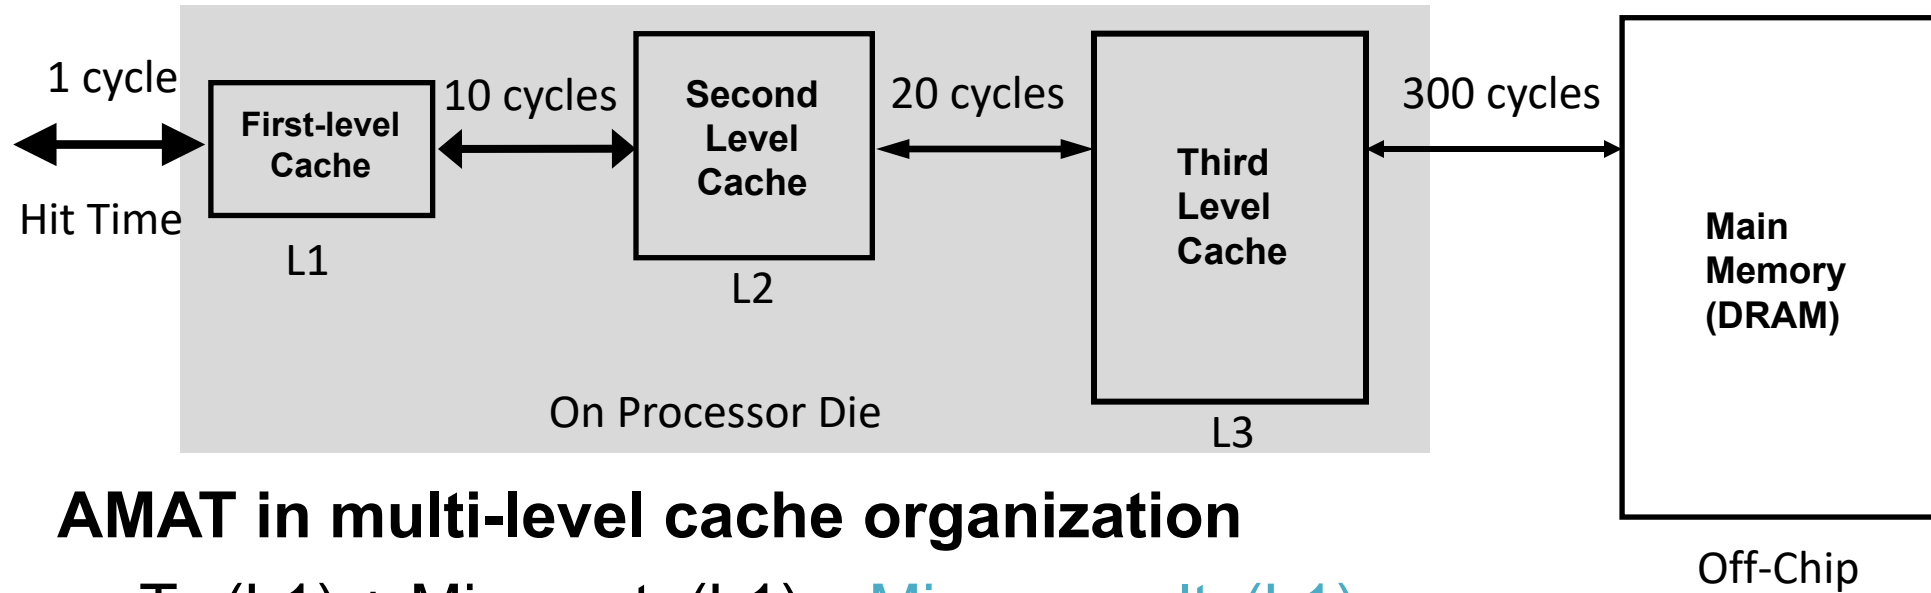 1 cycle
Hit Time
First-level
Cache
L1
10 cycles
Second
Level
Cache
L2
20 cycles
Third
Level
Cache
L3
300 cycles
Main
Memory
(DRAM)
Off-Chip
On Processor Die
AMAT in multi-level cache organization